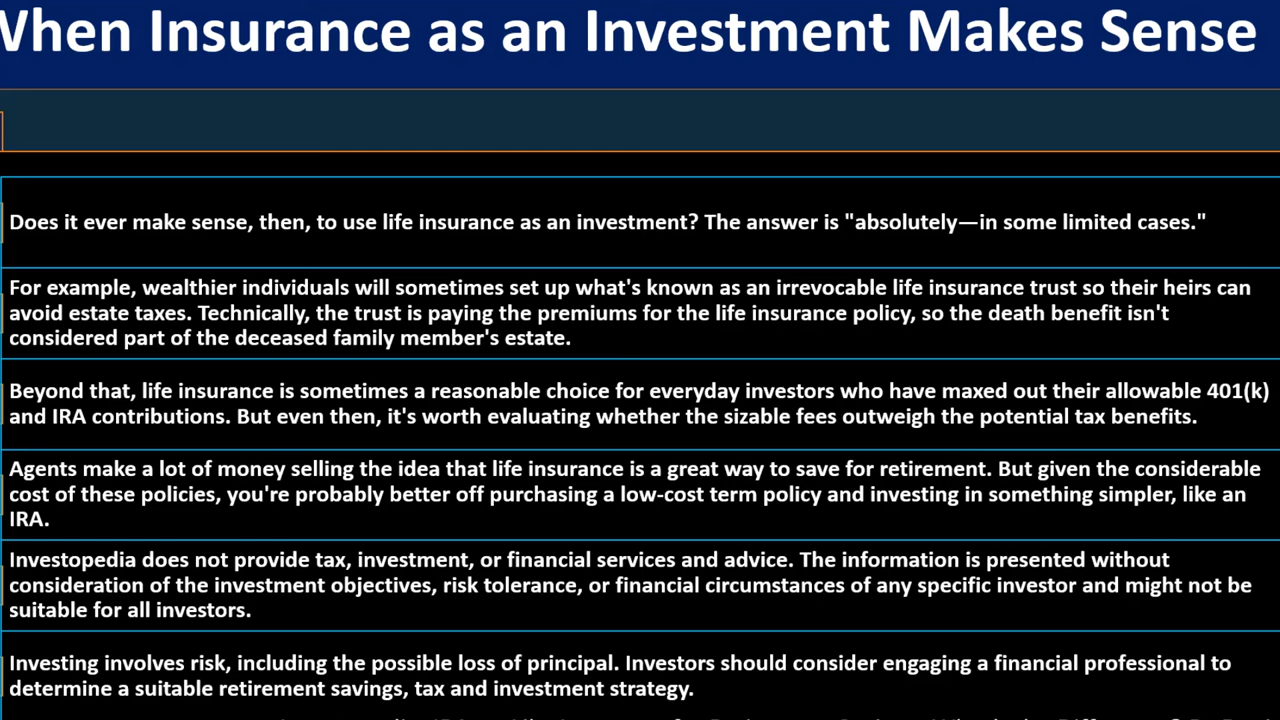 When Insurance as an Investment Makes Sense
Does it ever make sense, then, to use life insurance as an investment? The answer is "absolutely—in some limited cases."
For example, wealthier individuals will sometimes set up what's known as an irrevocable life insurance trust so their heirs can
avoid estate taxes. Technically, the trust is paying the premiums for the life insurance policy, so the death benefit isn't
considered part of the deceased family member's estate.
Beyond that, life insurance is sometimes a reasonable choice for everyday investors who have maxed out their allowable 401(k)
and IRA contributions. But even then, it's worth evaluating whether the sizable fees outweigh the potential tax benefits.
Agents make a lot of money selling the idea that life insurance is a great way to save for retirement. But given the considerable
cost of these policies, you're probably better off purchasing a low-cost term policy and investing in something simpler, like an
IRA.
Investopedia does not provide tax, investment, or financial services and advice. The information is presented without
consideration of the investment objectives, risk tolerance, or financial circumstances of any specific investor and might not be
suitable for all investors.
Investing involves risk, including the possible loss of principal. Investors should consider engaging a financial professional to
determine a suitable retirement savings, tax and investment strategy.